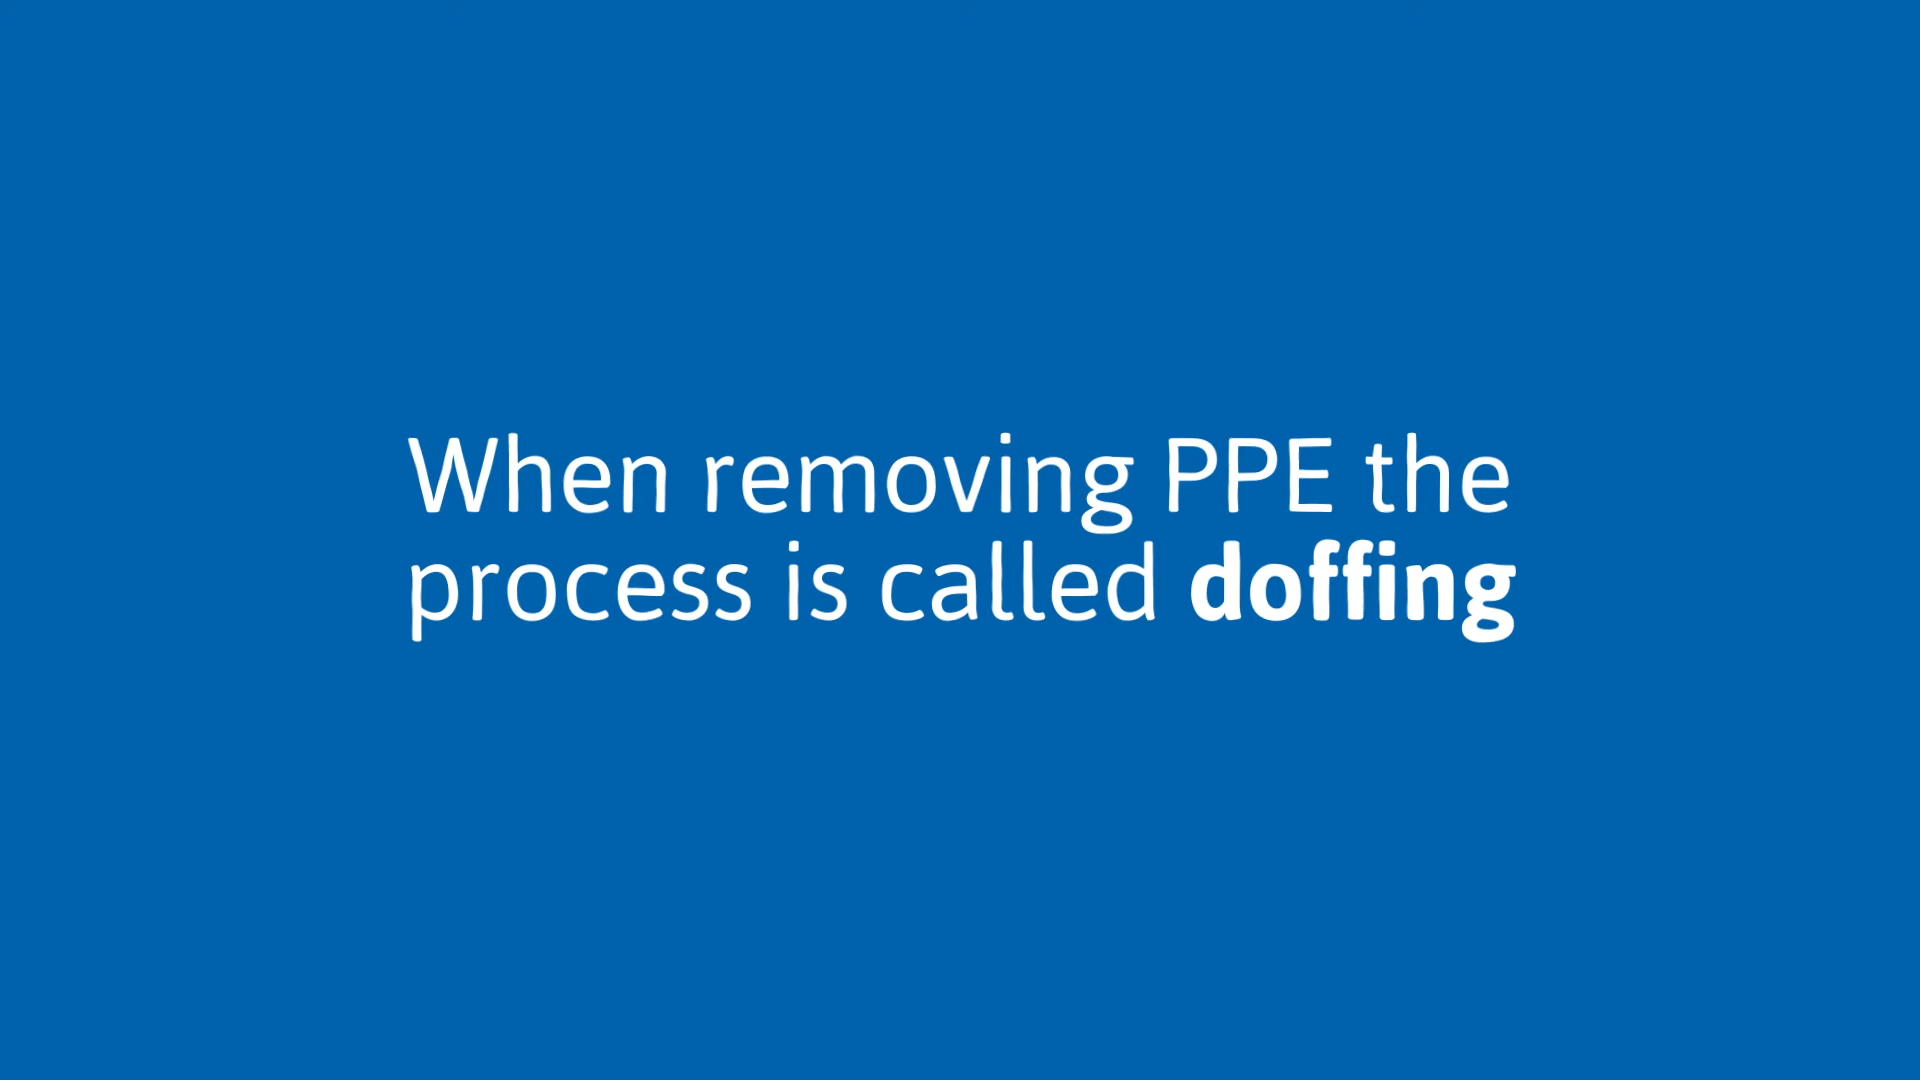 When removing PPE the
process is called doffing